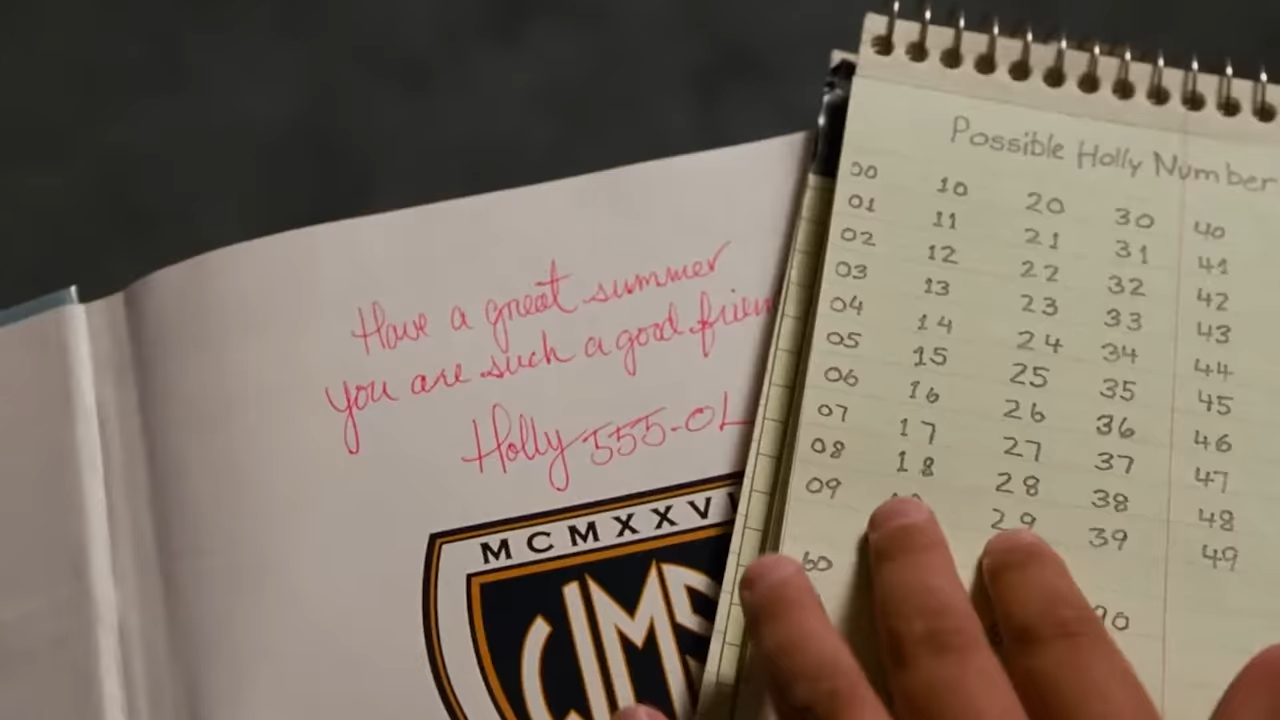 Have a great summer
you are such a good frien
Holly 555-0
MCMXXV
Possible Holly Number
00 10 20 30 40
01 11 21 31 41
02 12 22 32 42
03 13 23 33 43
04 14 24 34 44
05 15 25 35 45
06 16 26 36 46
07 17 27 37 47
08 18 28 38 48
09 29 39 49
60